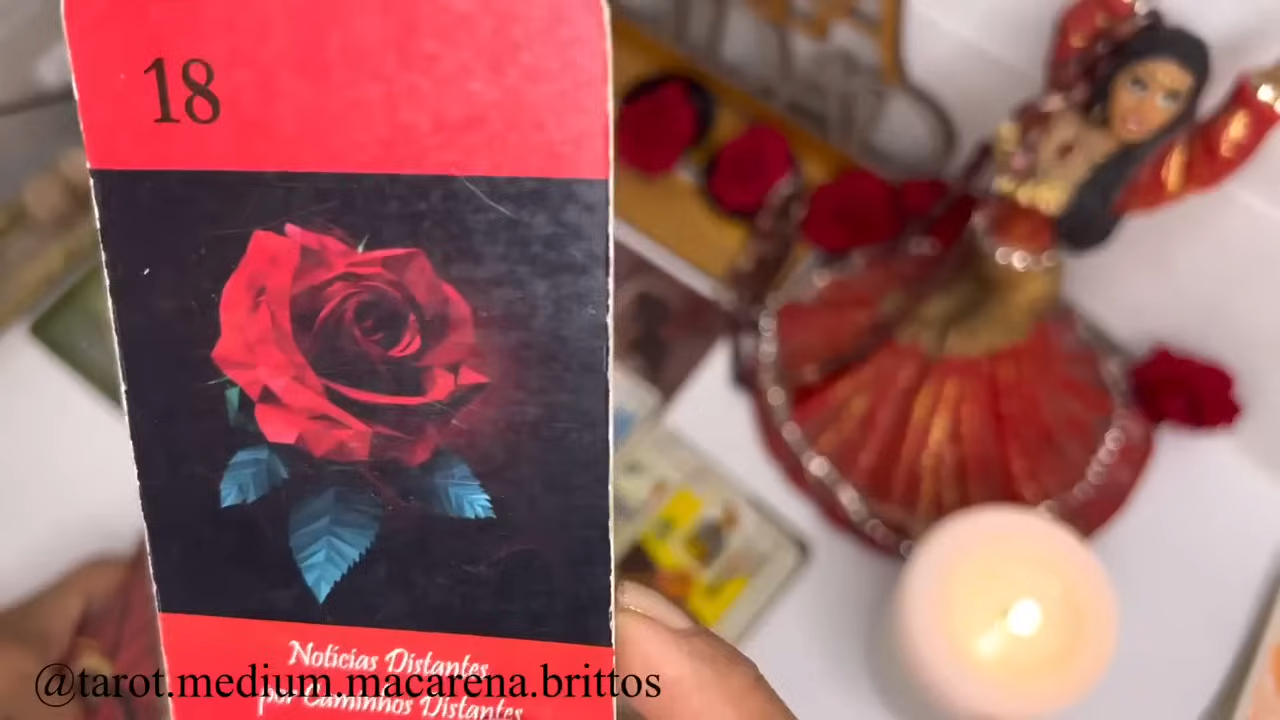 18
Notícias Distantes
@tarot.medium.macarena.brittos
por Caminhos Distantes